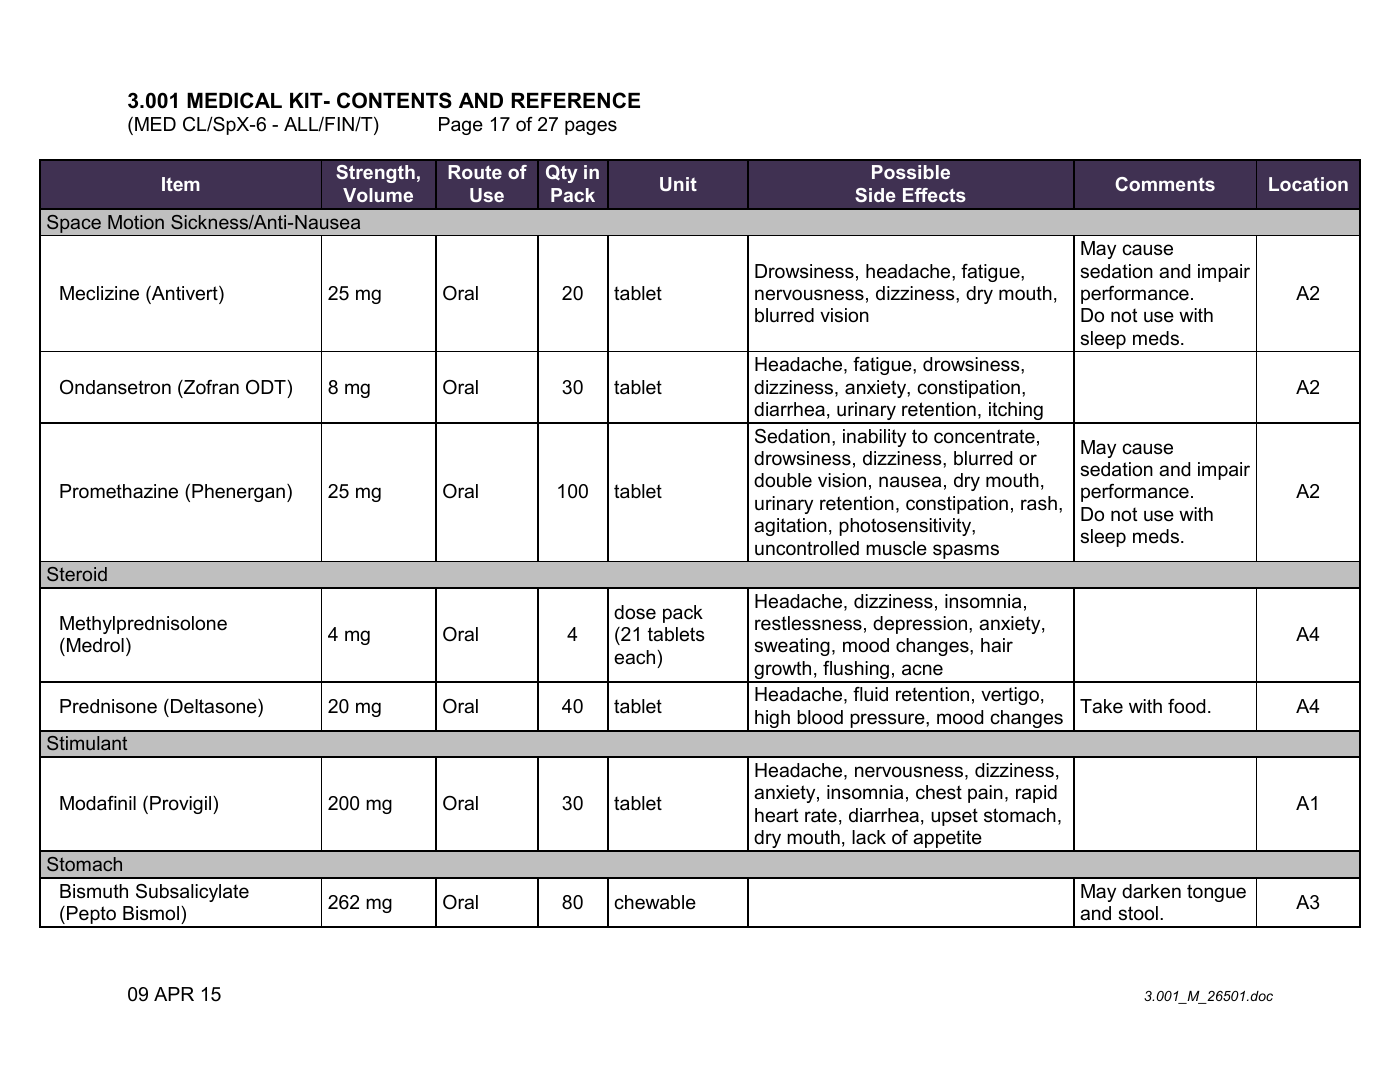 3.001 MEDICAL KIT- CONTENTS AND REFERENCE
(MED CL/SpX-6 - ALL/FIN/T) Page 17 of 27 pages
Item
Strength,
Volume
Route of
Use
Qty in
Pack
Unit
Possible
Side Effects
Comments
Location
Space Motion Sickness/Anti-Nausea
Meclizine (Antivert)
25 mg
Oral
20
tablet
Drowsiness, headache, fatigue,
nervousness, dizziness, dry mouth,
blurred vision
May cause
sedation and impair
performance.
Do not use with
sleep meds.
A2
Ondansetron (Zofran ODT)
8 mg
Oral
30
tablet
Headache, fatigue, drowsiness,
dizziness, anxiety, constipation,
diarrhea, urinary retention, itching
A2
Promethazine (Phenergan)
25 mg
Oral
100
tablet
Sedation, inability to concentrate,
drowsiness, dizziness, blurred or
double vision, nausea, dry mouth,
urinary retention, constipation, rash,
agitation, photosensitivity,
uncontrolled muscle spasms
May cause
sedation and impair
performance.
Do not use with
sleep meds.
A2
Steroid
Methylprednisolone
(Medrol)
4 mg
Oral
4
dose pack
(21 tablets
each)
Headache, dizziness, insomnia,
restlessness, depression, anxiety,
sweating, mood changes, hair
growth, flushing, acne
A4
Prednisone (Deltasone)
20 mg
Oral
40
tablet
Headache, fluid retention, vertigo,
high blood pressure, mood changes
Take with food.
A4
Stimulant
Modafinil (Provigil)
200 mg
Oral
30
tablet
Headache, nervousness, dizziness,
anxiety, insomnia, chest pain, rapid
heart rate, diarrhea, upset stomach,
dry mouth, lack of appetite
A1
Stomach
Bismuth Subsalicylate
(Pepto Bismol)
262 mg
Oral
80
chewable
May darken tongue
and stool.
A3
09 APR 15
3.001_M_26501.doc